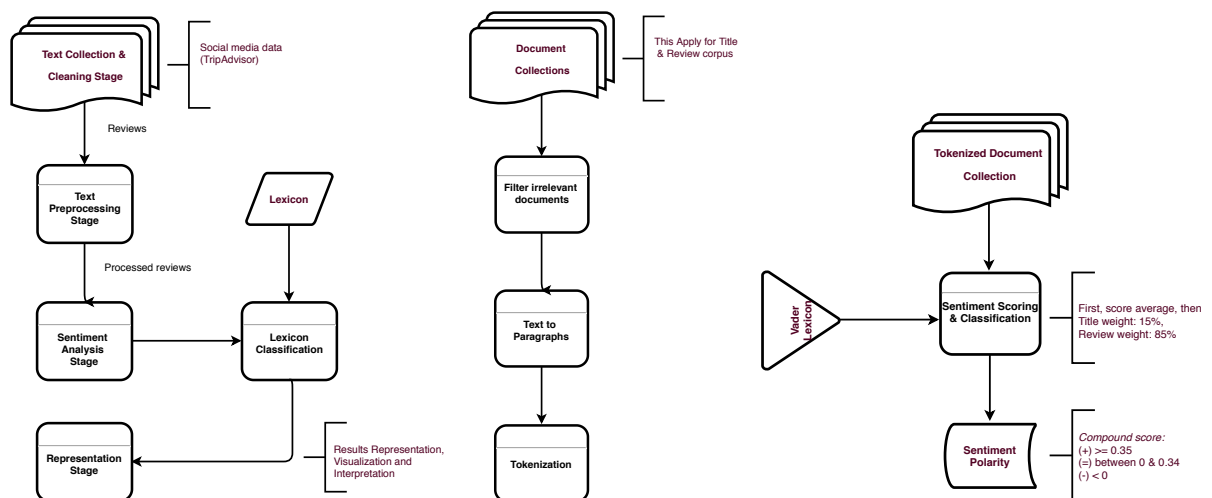 Text Collection &
Cleaning Stage
Social media data
(TripAdvisor)
Reviews
Text
Preprocessing
Stage
Lexicon
Processed reviews
Sentiment
Analysis
Stage
Lexicon
Classification
Representation
Stage
Results Representation,
Visualization and
Interpretation
Document
Collections
This Apply for Title
& Review corpus
Filter irrelevant
documents
Text to
Paragraphs
Tokenization
Tokenized Document
Collection
Vader
Lexicon
Sentiment Scoring
& Classification
First, score average, then
Title weight: 15%,
Review weight: 85%
Sentiment
Polarity
Compound score:
(+) >= 0.35
(=) between 0 & 0.34
(-) < 0